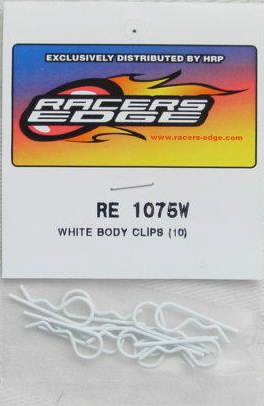 EXCLUSIVELY DISTRIBUTED BY HRP
RACERS
EDGE
www.racers-edge.com
RE 1075W
WHITE BODY CLIPS (10)